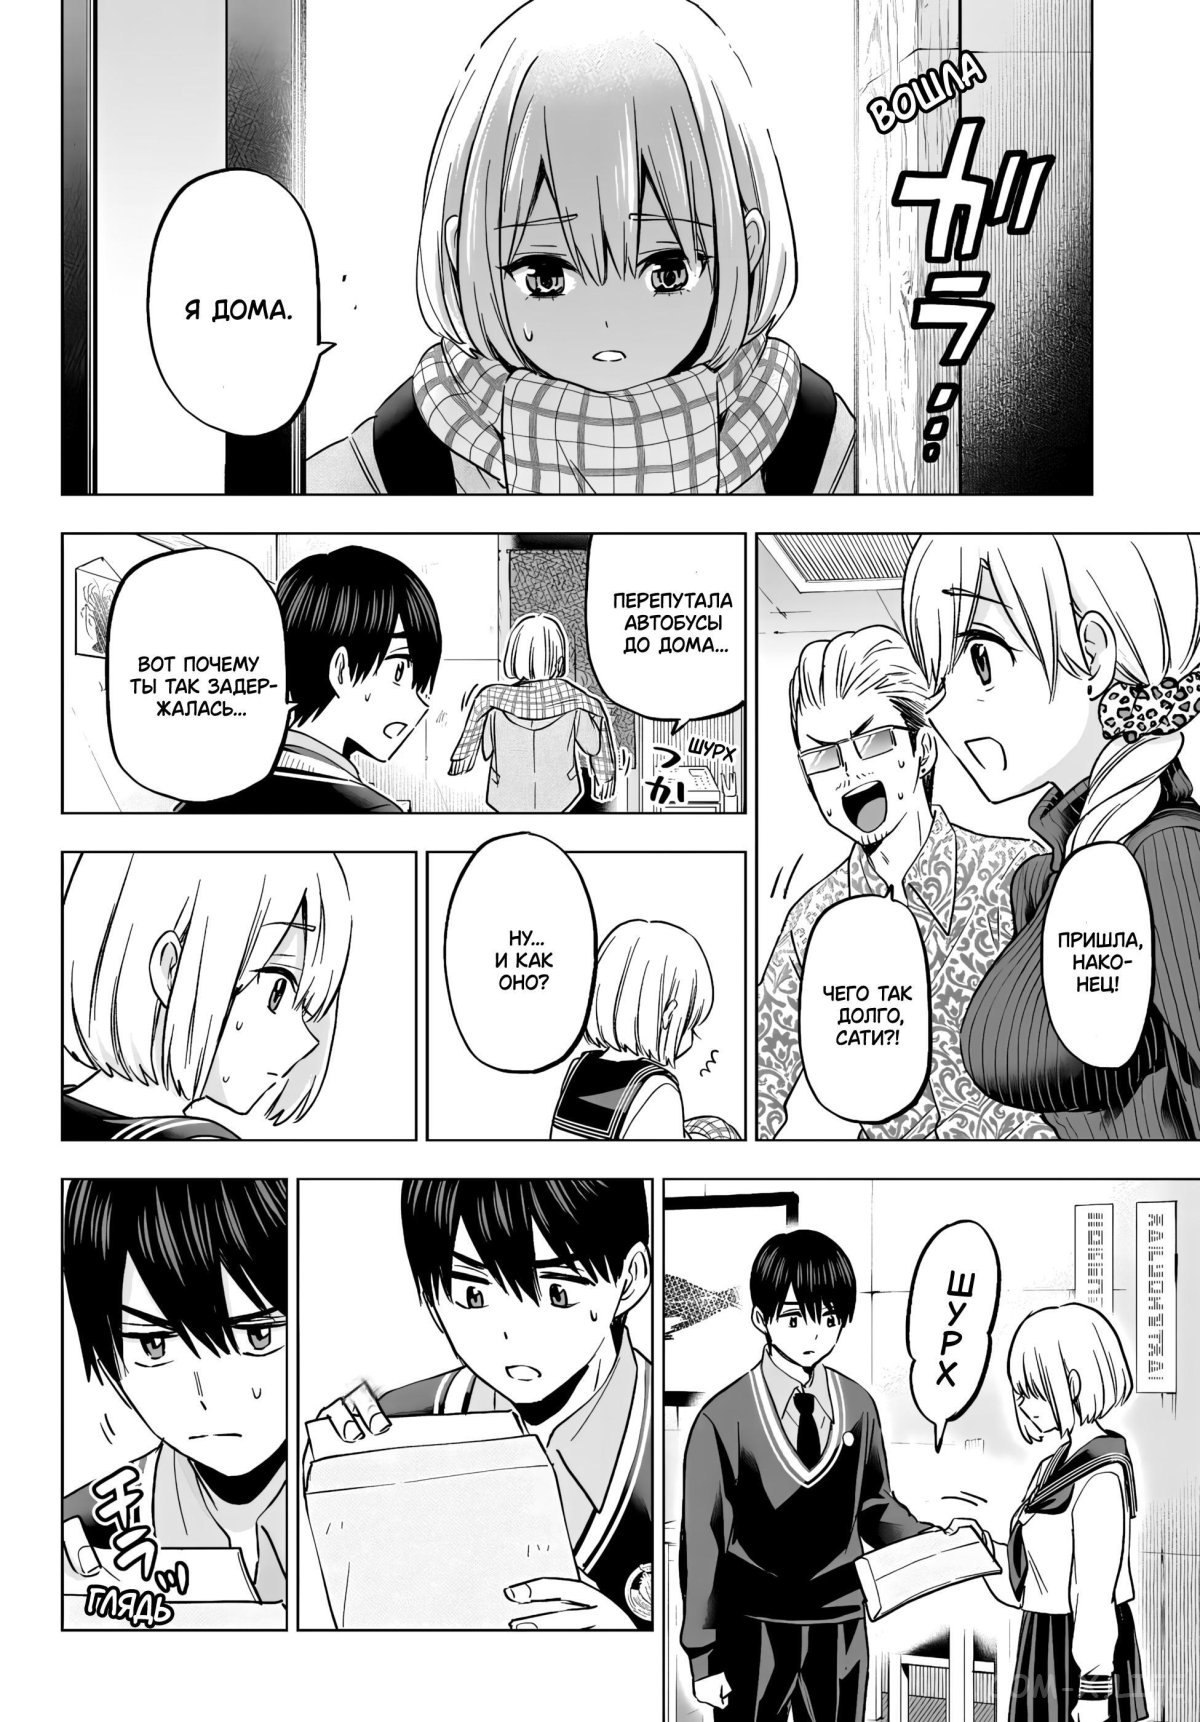 ВОШЛА
ガラ
Я ДОМА.
ПРИШЛА,
НАКО-
НЕЦ!
ЧЕГО ТАК
ДОЛГО,
САТИ?!
ПЕРЕПУТАЛА
АВТОБУСЫ
ДО ДОМА...
ШУРХ
ВОТ ПОЧЕМУ
ТЫ ТАК ЗАДЕР-
ЖАЛАСЬ...
НУ...
И КАК
ОНО?
ШУРХ
チラッ
ГЛЯДЬ